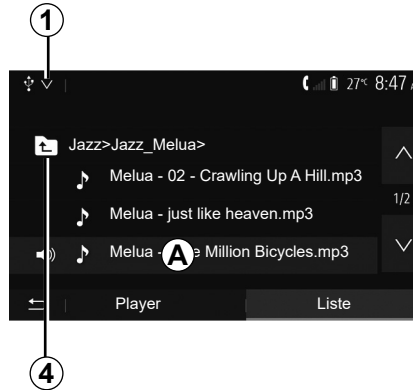 1
27°C 8:47
Jazz>Jazz_Melua>
Melua - 02 - Crawling Up A Hill.mp3
Melua - just like heaven.mp3
1/2
Melua - A e Million Bicycles.mp3
Player Liste
4